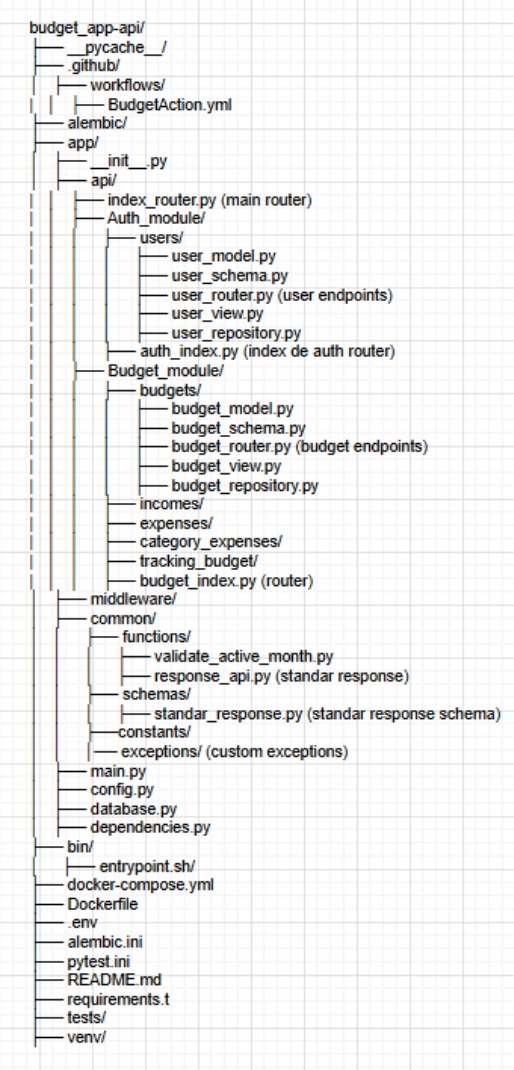 budget_app-api/
__pycache__/
.github/
workflows/
BudgetAction.yml
alembic/
app/
__init__.py
api/
index_router.py (main router)
Auth_module/
users/
user_model.py
user_schema.py
user_router.py (user endpoints)
user_view.py
user_repository.py
auth_index.py (index de auth router)
Budget_module/
budgets/
budget_model.py
budget_schema.py
budget_router.py (budget endpoints)
budget_view.py
budget_repository.py
incomes/
expenses/
category_expenses/
tracking_budget/
budget_index.py (router)
middleware/
common/
functions/
validate_active_month.py
response_api.py (standar response)
schemas/
standar_response.py (standar response schema)
constants/
exceptions/ (custom exceptions)
main.py
config.py
database.py
dependencies.py
bin/
entrypoint.sh/
docker-compose.yml
Dockerfile
.env
alembic.ini
pytest.ini
README.md
requirements.t
tests/
venv/